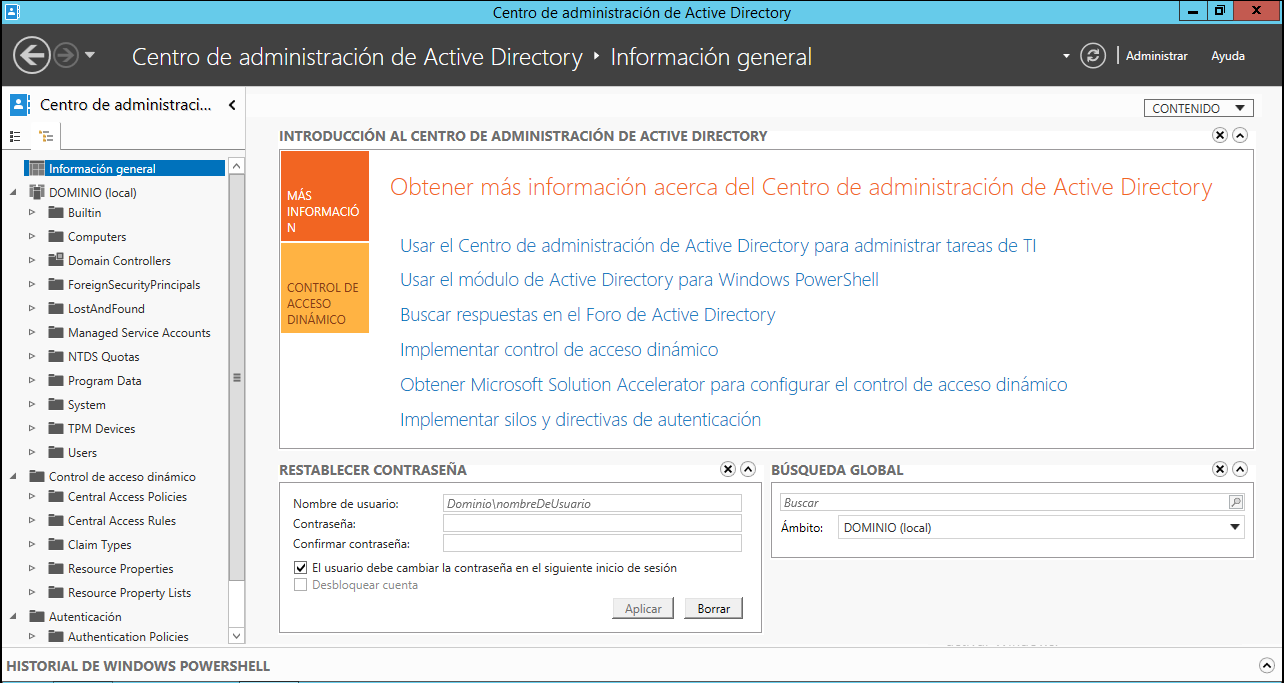 Centro de administración de Active Directory
Centro de administración de Active Directory ‣ Información general
Administrar
Ayuda
Centro de administraci...
CONTENIDO
Información general
DOMINIO (local)
Builtin
Computers
Domain Controllers
ForeignSecurityPrincipals
LostAndFound
Managed Service Accounts
NTDS Quotas
Program Data
System
TPM Devices
Users
Control de acceso dinámico
Central Access Policies
Central Access Rules
Claim Types
Resource Properties
Resource Property Lists
Autenticación
Authentication Policies
INTRODUCCIÓN AL CENTRO DE ADMINISTRACIÓN DE ACTIVE DIRECTORY
MÁS
INFORMACIÓ
N
CONTROL DE
ACCESO
DINÁMICO
Obtener más información acerca del Centro de administración de Active Directory
Usar el Centro de administración de Active Directory para administrar tareas de TI
Usar el módulo de Active Directory para Windows PowerShell
Buscar respuestas en el Foro de Active Directory
Implementar control de acceso dinámico
Obtener Microsoft Solution Accelerator para configurar el control de acceso dinámico
Implementar silos y directivas de autenticación
RESTABLECER CONTRASEÑA
Nombre de usuario:
Dominio\nombreDeUsuario
Contraseña:
Confirmar contraseña:
El usuario debe cambiar la contraseña en el siguiente inicio de sesión
Desbloquear cuenta
Aplicar
Borrar
BÚSQUEDA GLOBAL
Buscar
Ámbito:
DOMINIO (local)
HISTORIAL DE WINDOWS POWERSHELL